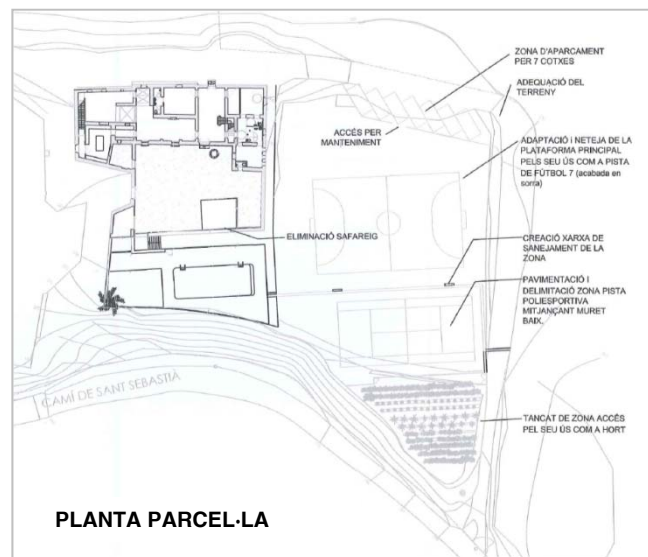 ZONA D'APARCAMENT
PER 7 COTXES
ADEQUACIÓ DEL
TERRENY
ACCÉS PER
MANTENIMENT
ADAPTACIÓ I NETEJA DE LA
PLATAFORMA PRINCIPAL
PELS SEU ÚS COM A PISTA
DE FÚTBOL 7 (acabada en
sorra)
ELIMINACIÓ SAFAREIG
CREACIÓ XARXA DE
SANEJAMENT DE LA
ZONA
PAVIMENTACIÓ I
DELIMITACIÓ ZONA PISTA
POLIESPORTIVA
MITJANÇANT MURET
BAIX.
CAMÍ DE SANT SEBASTIÀ
TANCAT DE ZONA ACCÉS
PEL SEU ÚS COM A HORT
PLANTA PARCEL·LA